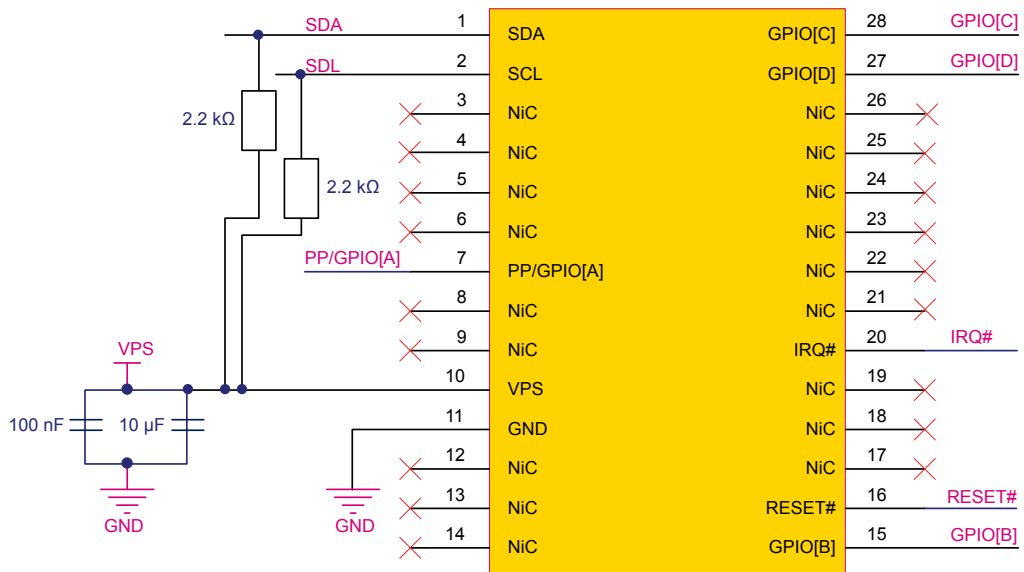 SDA 1 SDA GPIO[C] 28 GPIO[C]
SDL 2 SCL GPIO[D] 27 GPIO[D]
3 NiC NiC 26
2.2 kΩ
4 NiC NiC 25
2.2 kΩ 5 NiC NiC 24
6 NiC NiC 23
PP/GPIO[A] 7 PP/GPIO[A] NiC 22
8 NiC NiC 21
VPS 9 NiC IRQ# 20 IRQ#
10 VPS NiC 19
100 nF 10 µF 11 GND NiC 18
12 NiC NiC 17
13 NiC RESET# 16 RESET#
GND GND
14 NiC GPIO[B] 15 GPIO[B]